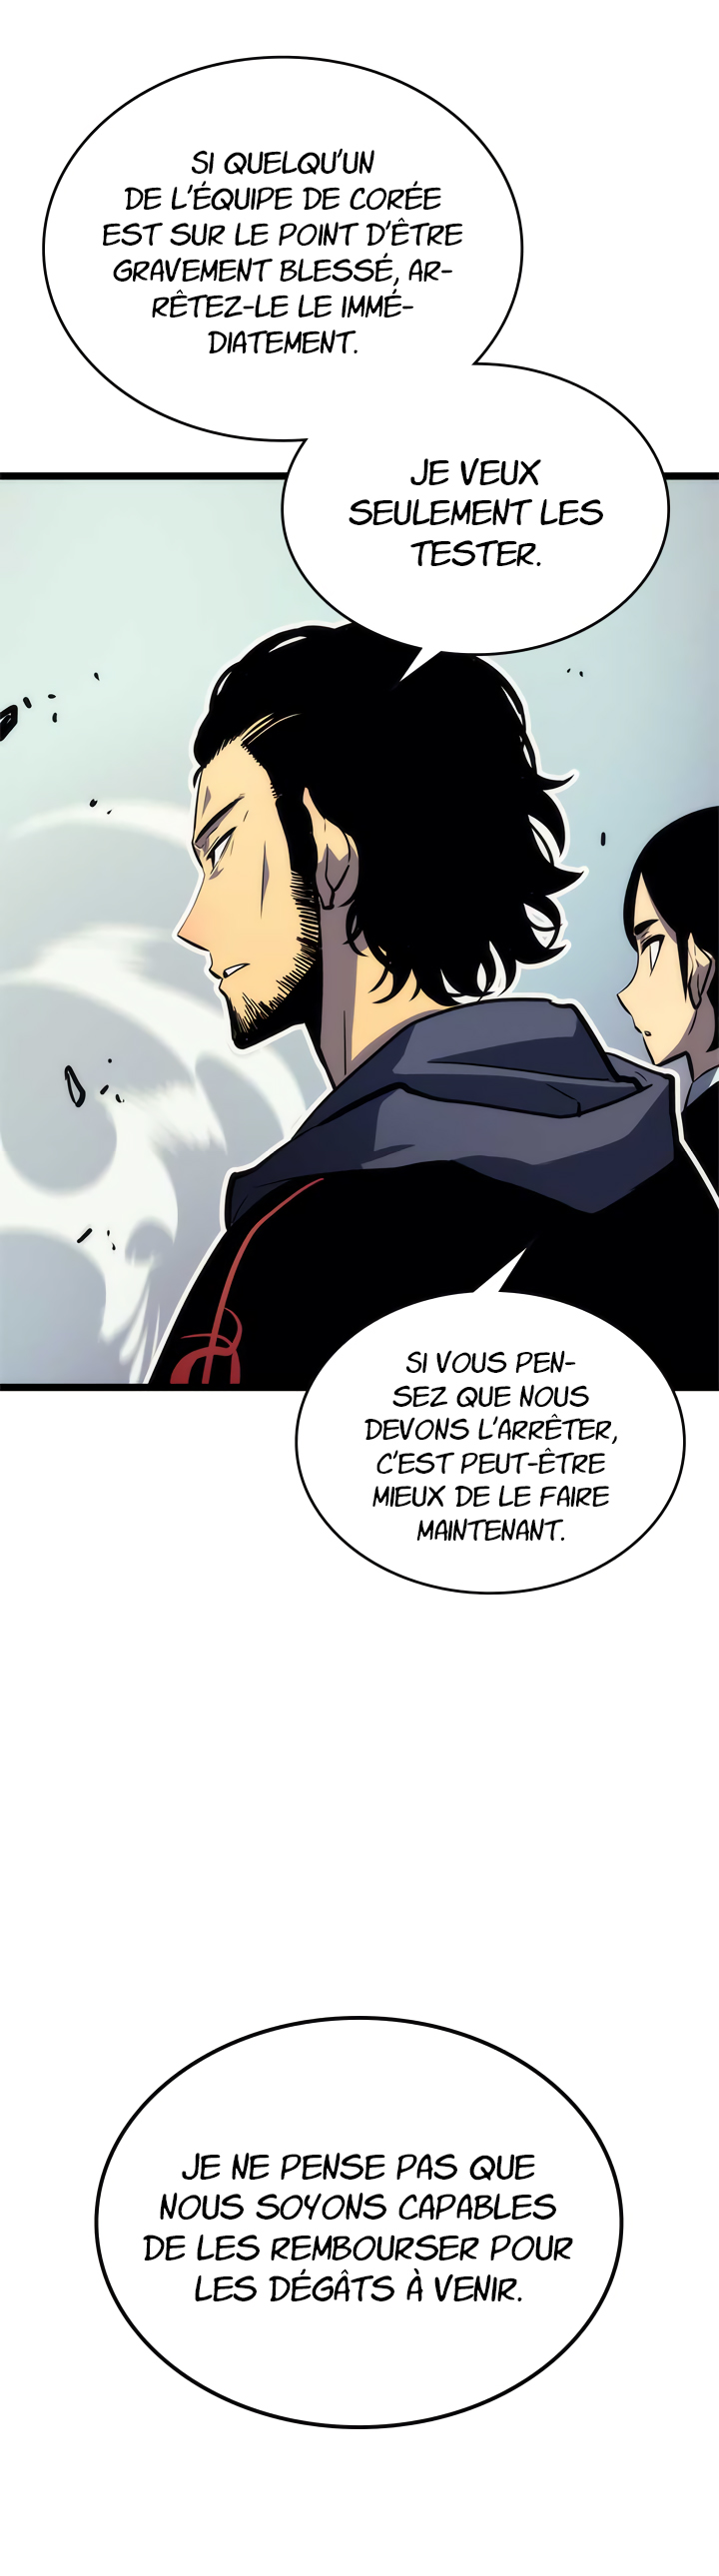 SI QUELQU'UN
DE L'ÉQUIPE DE CORÉE
EST SUR LE POINT D'ÊTRE
GRAVEMENT BLESSÉ, AR-
RÊTEZ-LE LE IMMÉ-
DIATEMENT.
JE VEUX
SEULEMENT LES
TESTER.
SI VOUS PEN-
SEZ QUE NOUS
DEVONS L'ARRÊTER,
C'EST PEUT-ÊTRE
MIEUX DE LE FAIRE
MAINTENANT.
JE NE PENSE PAS QUE
NOUS SOYONS CAPABLES
DE LES REMBOURSER POUR
LES DÉGÂTS À VENIR.